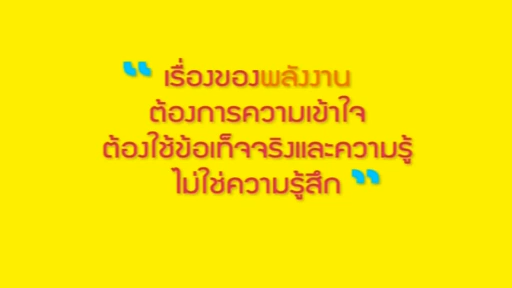 “ เรื่องของพลังงาน
ต้องการความเข้าใจ
ต้องใช้ข้อเท็จจริงและความรู้
ไม่ใช่ความรู้สึก ”